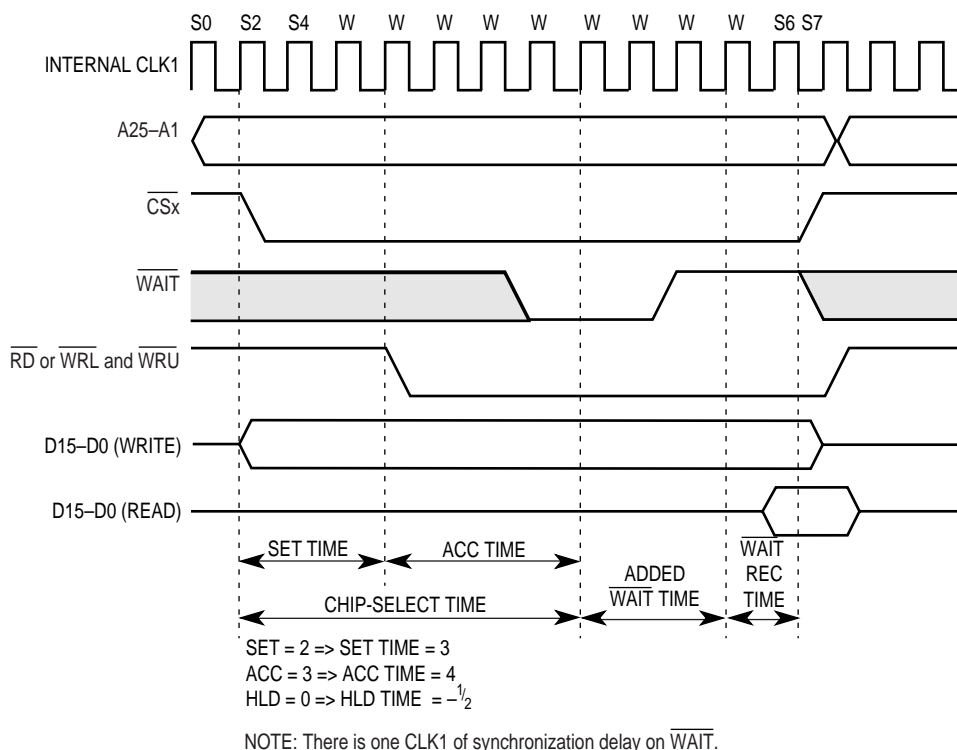 S0 S2 S4 W W W W W W W W W S6 S7
INTERNAL CLK1
A25–A1
CSx
WAIT
RD or WRL and WRU
D15–D0 (WRITE)
D15–D0 (READ)
SET TIME
ACC TIME
WAIT
REC
TIME
ADDED
WAIT TIME
CHIP-SELECT TIME
SET = 2 => SET TIME = 3
ACC = 3 => ACC TIME = 4
HLD = 0 => HLD TIME = –1/2
NOTE: There is one CLK1 of synchronization delay on WAIT.